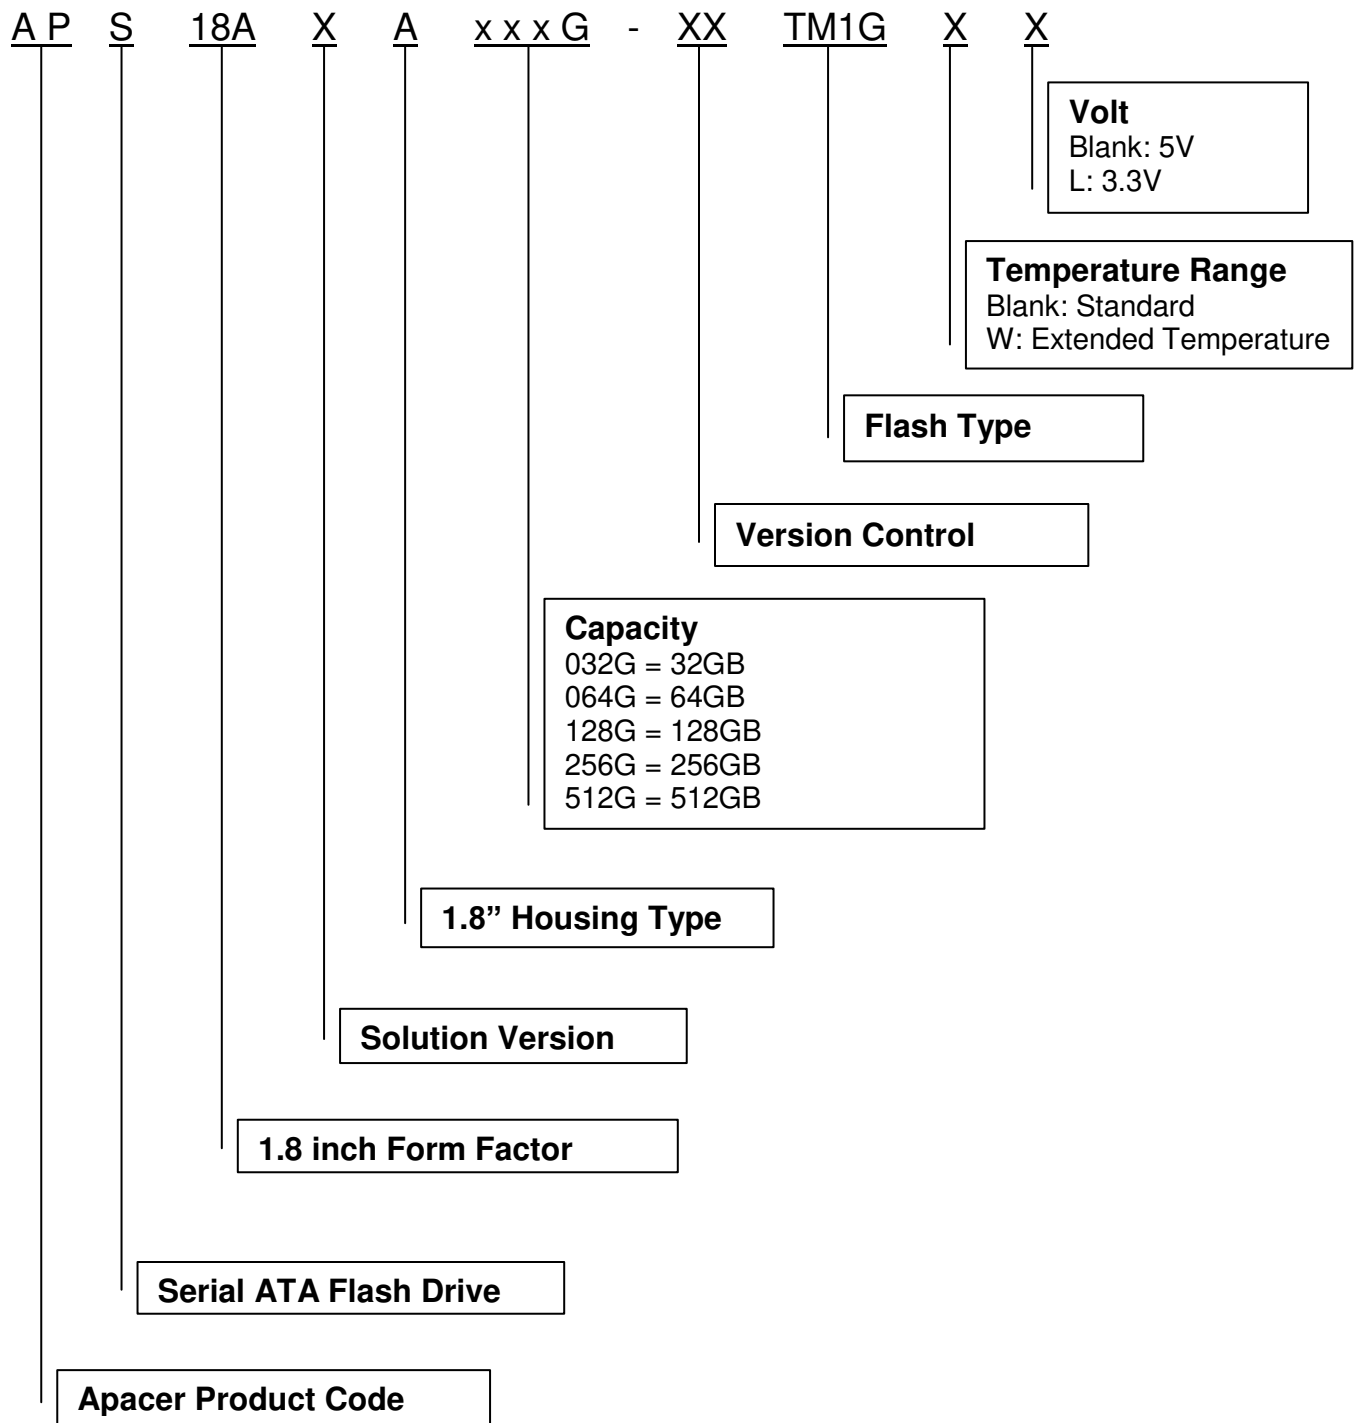 A P S 18A X A x x x G - XX TM1G X X
Volt
Blank: 5V
L: 3.3V
Temperature Range
Blank: Standard
W: Extended Temperature
Flash Type
Version Control
Capacity
032G = 32GB
064G = 64GB
128G = 128GB
256G = 256GB
512G = 512GB
1.8” Housing Type
Solution Version
1.8 inch Form Factor
Serial ATA Flash Drive
Apacer Product Code